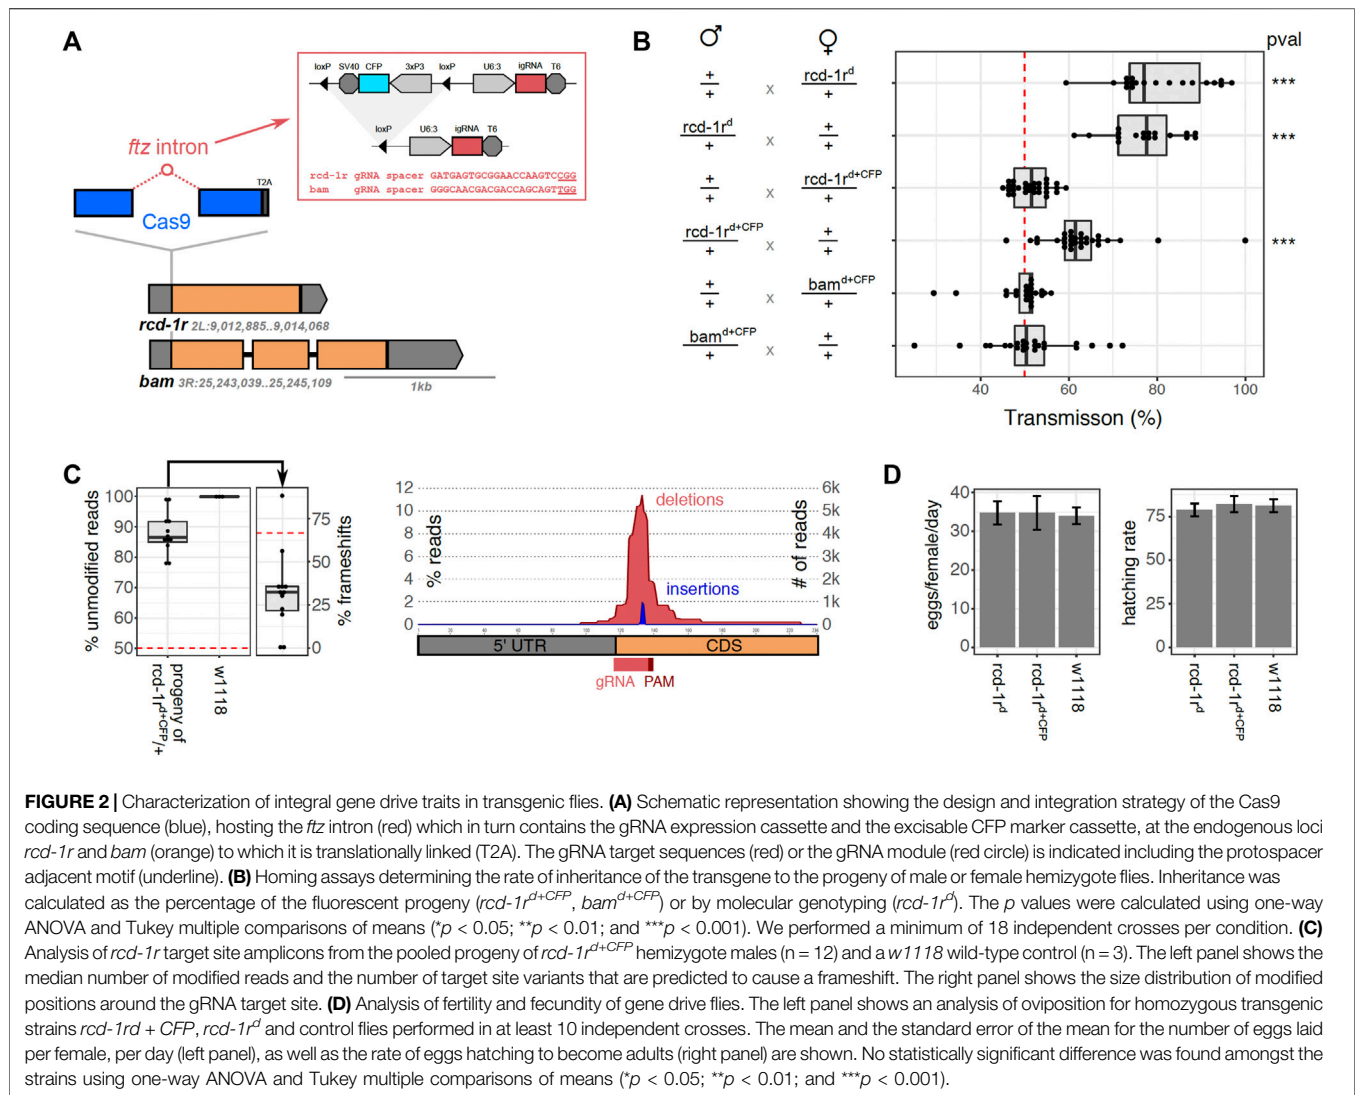 A
loxP SV40 CFP 3xP3 loxP U6:3 igRNA T6
loxP U6:3 igRNA T6
rcd-1r gRNA spacer GATGAGTGCGGAACCAAGTCCGG
bam gRNA spacer GGGCAACGACGACCAGCAGTTGG
ftz intron
T2A
Cas9
rcd-1r 2L:9,012,885..9,014,068
bam 3R:25,243,039..25,245,109
1kb
B
♂ ♀
pval
+/+ x rcd-1rd/+ ***
rcd-1rd/+ x +/+ ***
+/+ x rcd-1rd+CFP/+
rcd-1rd+CFP/+ x +/+ ***
+/+ x bamd+CFP/+
bamd+CFP/+ x +/+
40 60 80 100
Transmisson (%)
C
% unmodified reads
100
90
80
70
60
50
progeny of
rcd-1rd+CFP/+
w1118
75
50
25
0
% frameshifts
12
10
8
6
4
2
0
% reads
deletions
insertions
6k
5k
4k
3k
2k
1k
0
# of reads
5' UTR CDS
gRNA PAM
D
eggs/female/day
40
30
20
10
0
rcd-1rd
rcd-1rd+CFP
w1118
hatching rate
75
50
25
0
rcd-1rd
rcd-1rd+CFP
w1118
FIGURE 2 | Characterization of integral gene drive traits in transgenic flies. (A) Schematic representation showing the design and integration strategy of the Cas9
coding sequence (blue), hosting the ftz intron (red) which in turn contains the gRNA expression cassette and the excisable CFP marker cassette, at the endogenous loci
rcd-1r and bam (orange) to which it is translationally linked (T2A). The gRNA target sequences (red) or the gRNA module (red circle) is indicated including the protospacer
adjacent motif (underline). (B) Homing assays determining the rate of inheritance of the transgene to the progeny of male or female hemizygote flies. Inheritance was
calculated as the percentage of the fluorescent progeny (rcd-1rd+CFP, bamd+CFP) or by molecular genotyping (rcd-1rd). The p values were calculated using one-way
ANOVA and Tukey multiple comparisons of means (*p < 0.05; **p < 0.01; and ***p < 0.001). We performed a minimum of 18 independent crosses per condition. (C)
Analysis of rcd-1r target site amplicons from the pooled progeny of rcd-1rd+CFP hemizygote males (n = 12) and a w1118 wild-type control (n = 3). The left panel shows the
median number of modified reads and the number of target site variants that are predicted to cause a frameshift. The right panel shows the size distribution of modified
positions around the gRNA target site. (D) Analysis of fertility and fecundity of gene drive flies. The left panel shows an analysis of oviposition for homozygous transgenic
strains rcd-1rd + CFP, rcd-1rd and control flies performed in at least 10 independent crosses. The mean and the standard error of the mean for the number of eggs laid
per female, per day (left panel), as well as the rate of eggs hatching to become adults (right panel) are shown. No statistically significant difference was found amongst the
strains using one-way ANOVA and Tukey multiple comparisons of means (*p < 0.05; **p < 0.01; and ***p < 0.001).